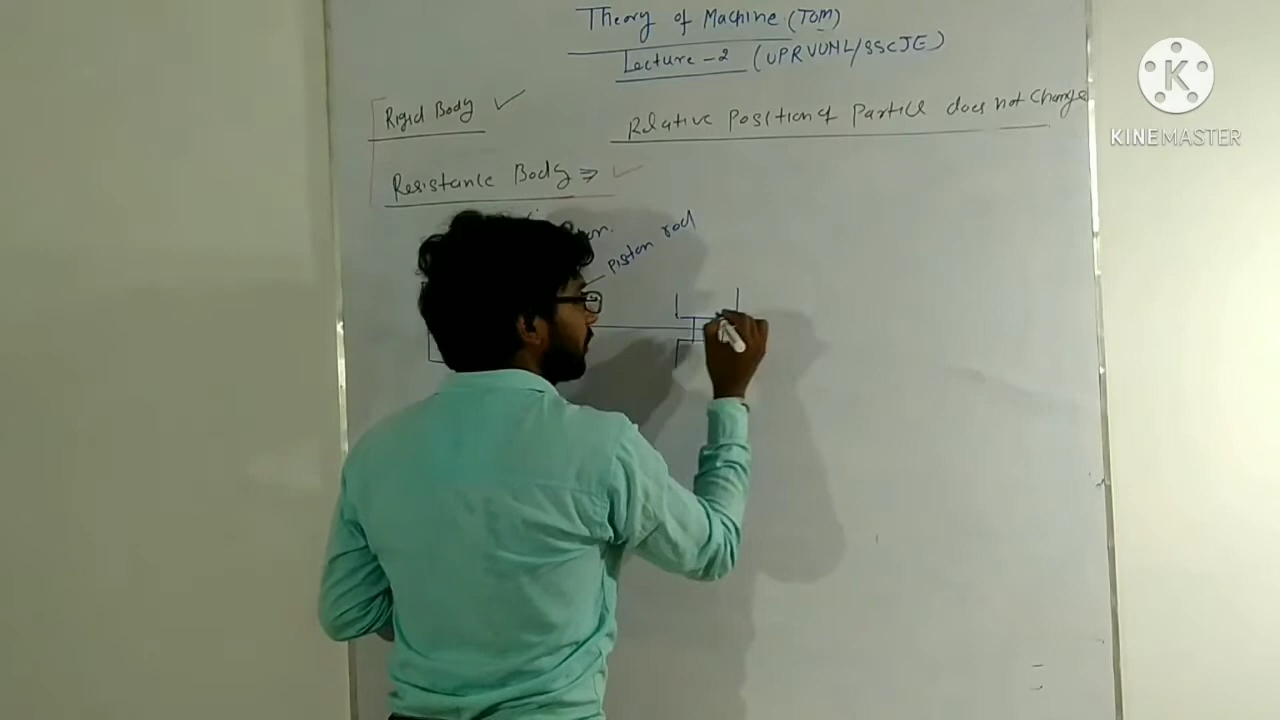 Theory of Machine (TOM)
Lecture - 2 (UPRVUNL/SSCJE)
Rigid Body ✓
Relative Position of Particle does not Change
Resistance Body ⇒ ✓
Piston rod
K
KINEMASTER